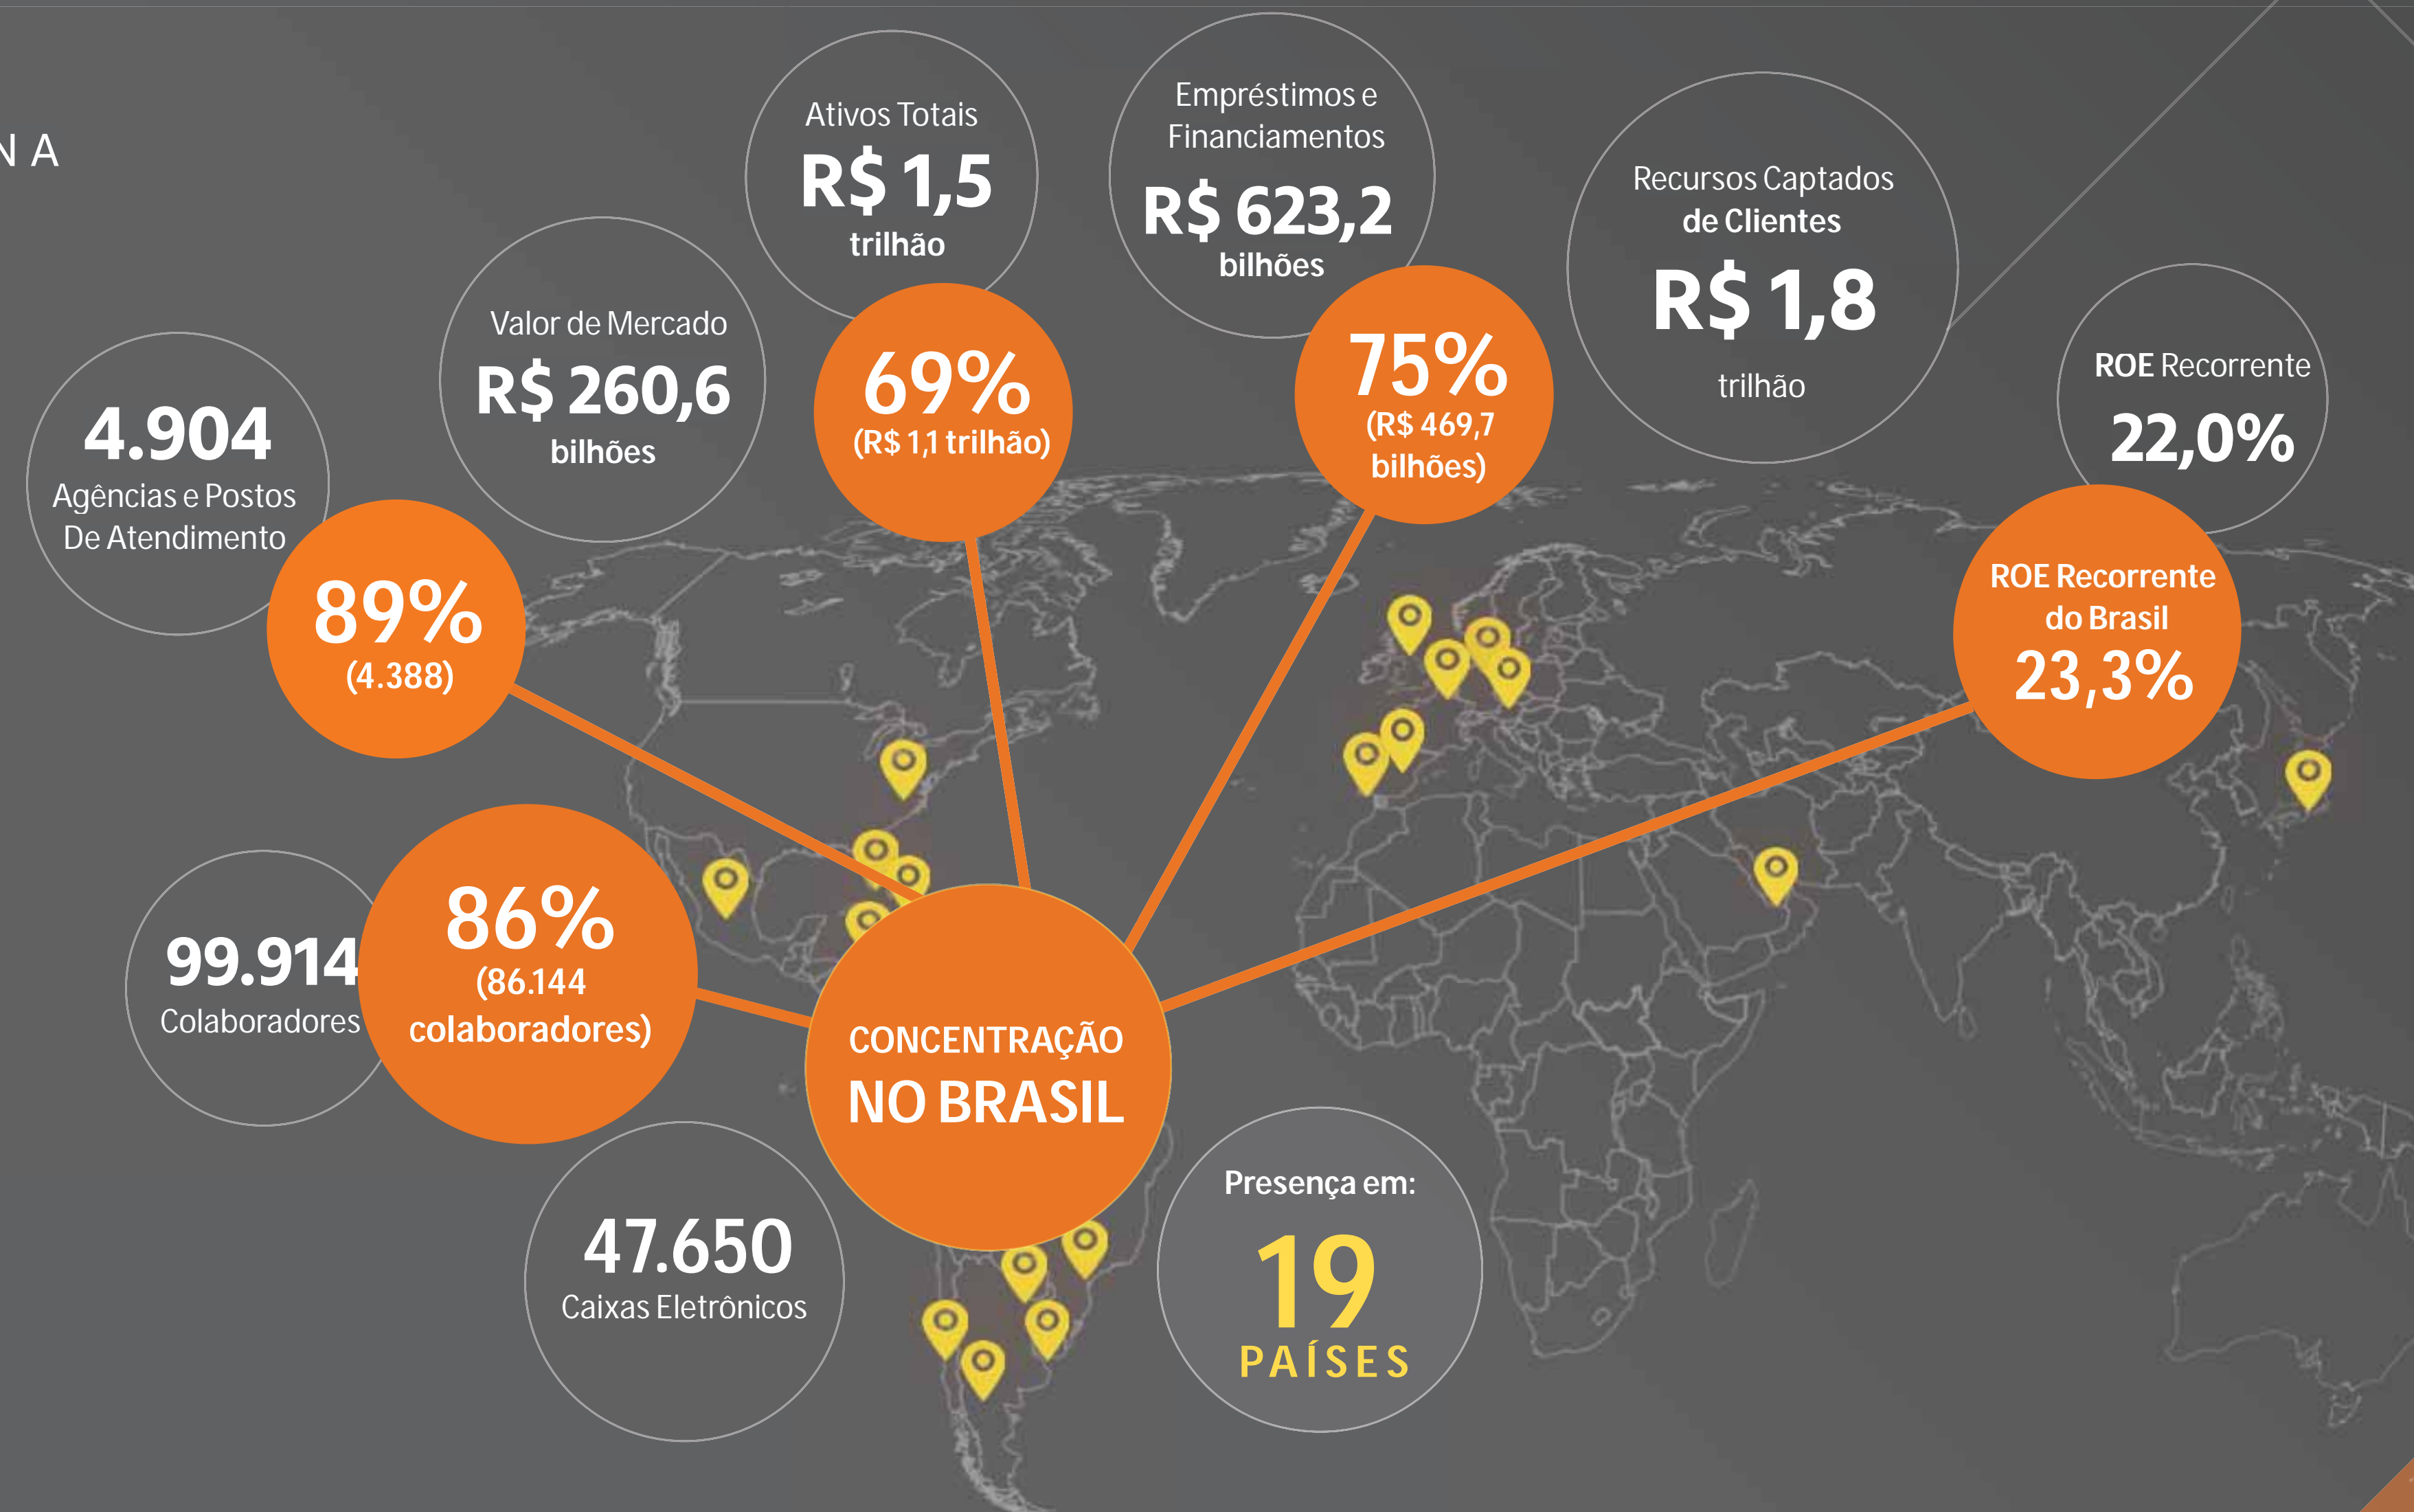 NA
Ativos Totais
R$ 1,5
trilhão
Empréstimos e
Financiamentos
R$ 623,2
bilhões
Recursos Captados
de Clientes
R$ 1,8
trilhão
Valor de Mercado
R$ 260,6
bilhões
69%
(R$ 1,1 trilhão)
75%
(R$ 469,7
bilhões)
ROE Recorrente
22,0%
4.904
Agências e Postos
De Atendimento
89%
(4.388)
ROE Recorrente
do Brasil
23,3%
99.914
Colaboradores
86%
(86.144
colaboradores)
CONCENTRAÇÃO
NO BRASIL
47.650
Caixas Eletrônicos
Presença em:
19
PAÍSES